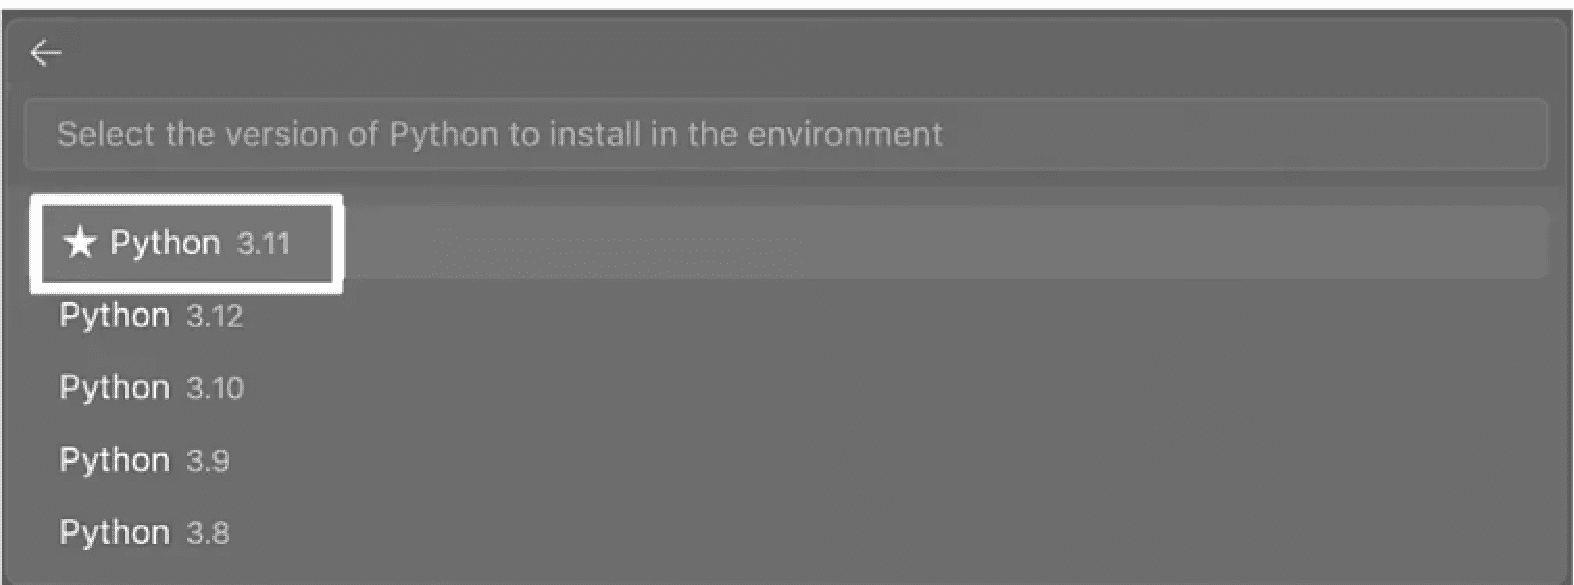 Select the version of Python to install in the environment
★ Python 3.11
Python 3.12
Python 3.10
Python 3.9
Python 3.8